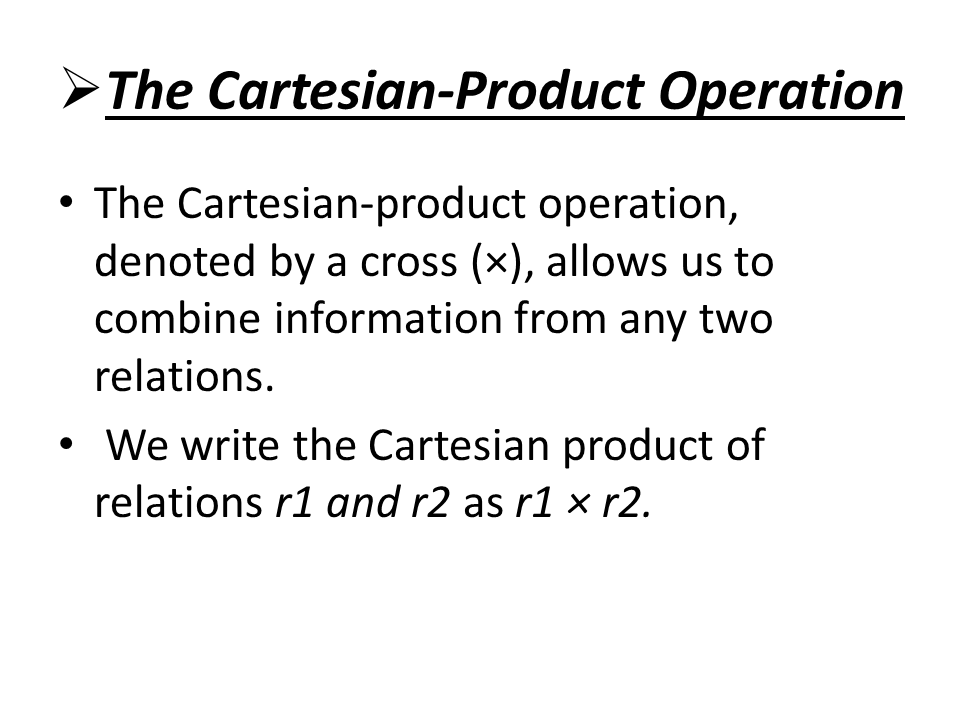 ➢The Cartesian-Product Operation
• The Cartesian-product operation,
denoted by a cross (×), allows us to
combine information from any two
relations.
• We write the Cartesian product of
relations r1 and r2 as r1 × r2.